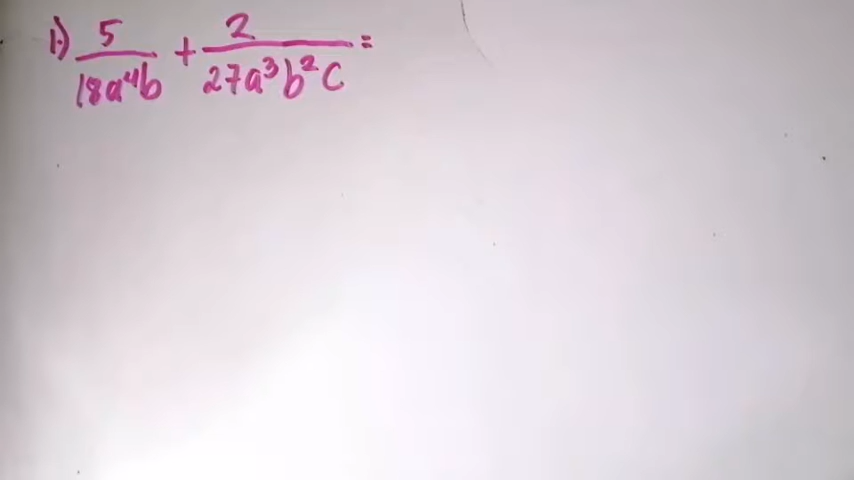 1.) 5/18a⁴b + 2/27a³b²c =